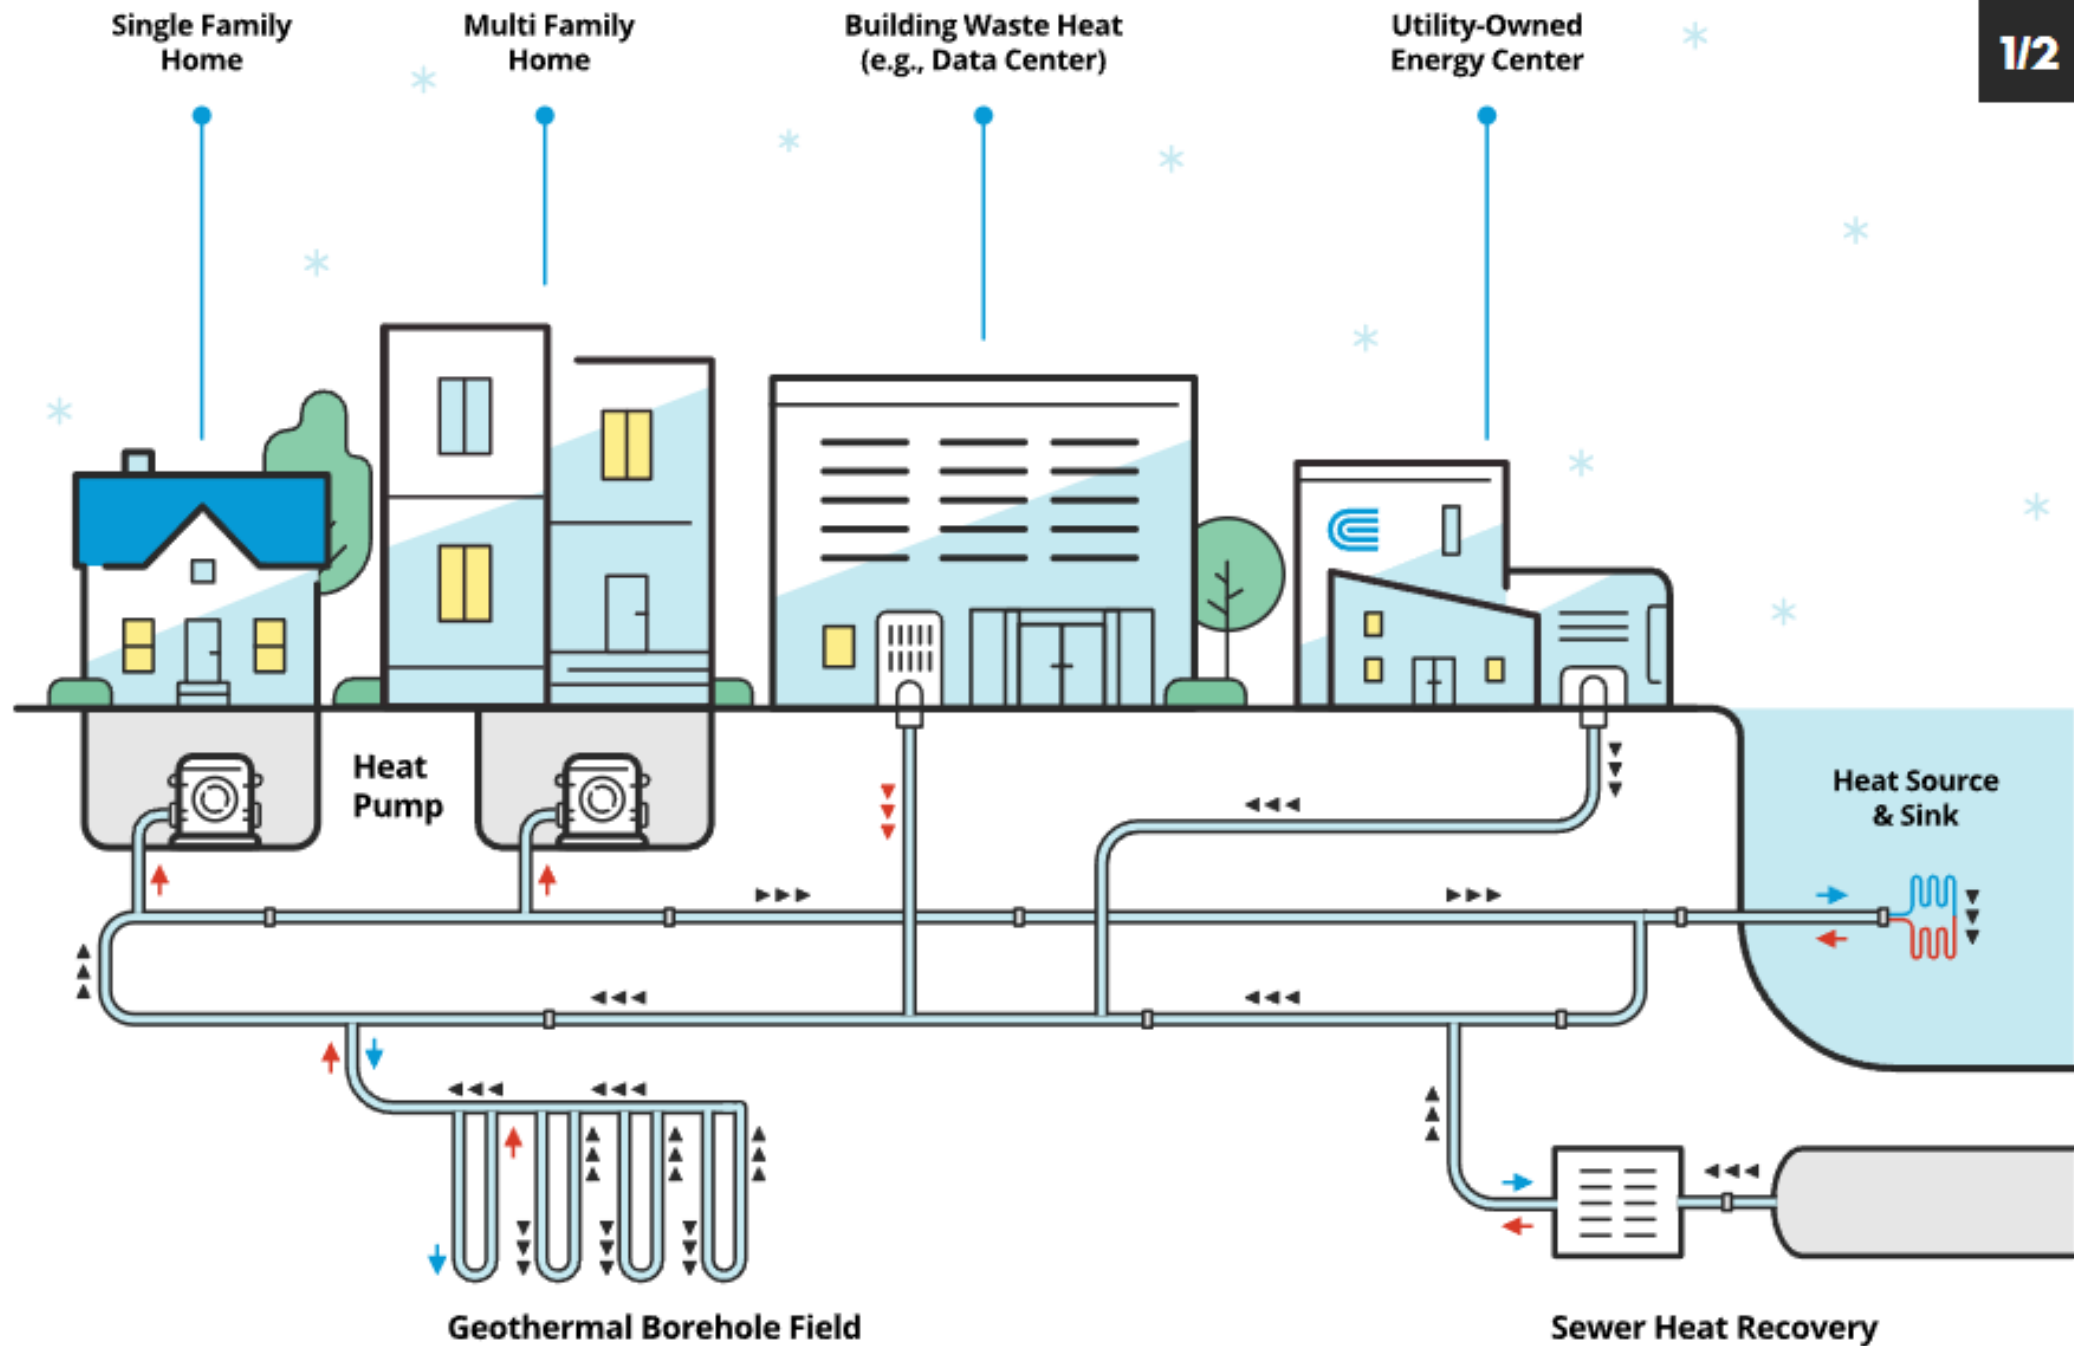 Single Family
Home
Multi Family
Home
Building Waste Heat
(e.g., Data Center)
Utility-Owned
Energy Center
1/2
Heat
Pump
Heat Source
& Sink
Geothermal Borehole Field
Sewer Heat Recovery